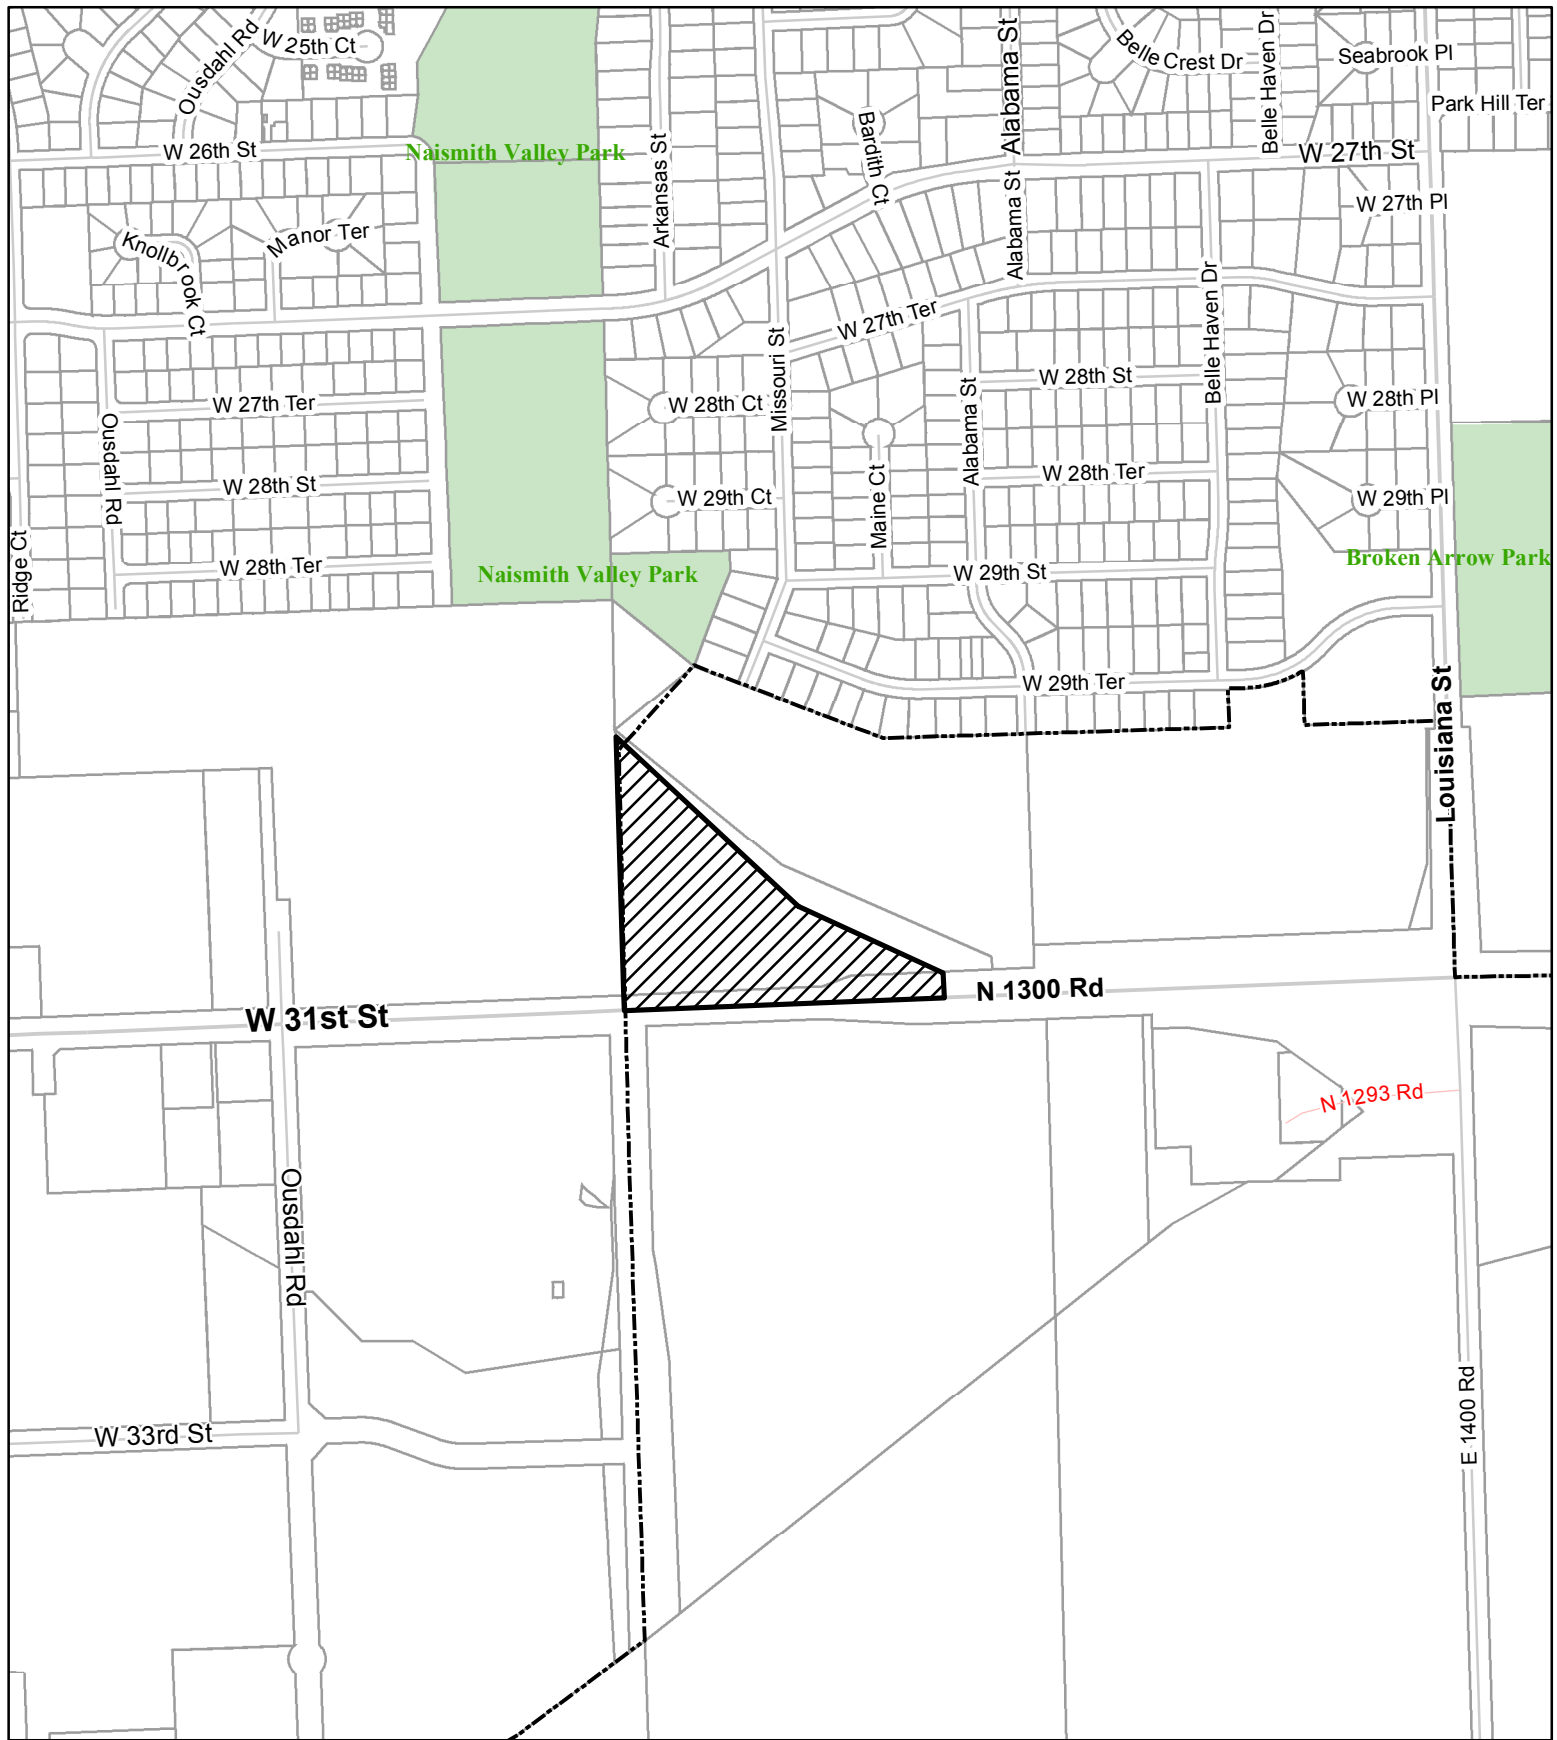 W 25th Ct
Ousdahl Rd
Alabama St
Belle Crest Dr
Belle Haven Dr
Seabrook Pl
Park Hill Ter
W 26th St
Naismith Valley Park
Arkansas St
Bardith Ct
W 27th St
Alabama St
W 27th Pl
Knollbrook Ct
Manor Ter
W 27th Ter
Belle Haven Dr
Missouri St
W 27th Ter
W 28th Ct
Alabama St
W 28th St
W 28th Pl
Ousdahl Rd
W 28th St
W 29th Ct
Maine Ct
W 28th Ter
W 29th Pl
Ridge Ct
W 28th Ter
Naismith Valley Park
W 29th St
Broken Arrow Park
W 29th Ter
Louisiana St
W 31st St
N 1300 Rd
N 1293 Rd
Ousdahl Rd
W 33rd St
E 1400 Rd